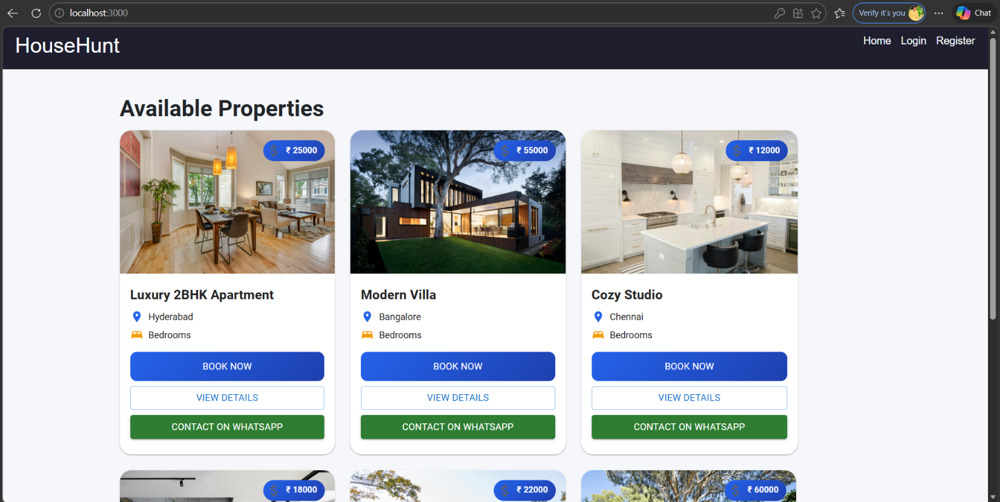 localhost:3000
Verify it's you
Chat
HouseHunt
Home Login Register
Available Properties
$ ₹ 25000
$ ₹ 55000
$ ₹ 12000
Luxury 2BHK Apartment
Hyderabad
Bedrooms
BOOK NOW
VIEW DETAILS
CONTACT ON WHATSAPP
Modern Villa
Bangalore
Bedrooms
BOOK NOW
VIEW DETAILS
CONTACT ON WHATSAPP
Cozy Studio
Chennai
Bedrooms
BOOK NOW
VIEW DETAILS
CONTACT ON WHATSAPP
$ ₹ 18000
$ ₹ 22000
$ ₹ 60000